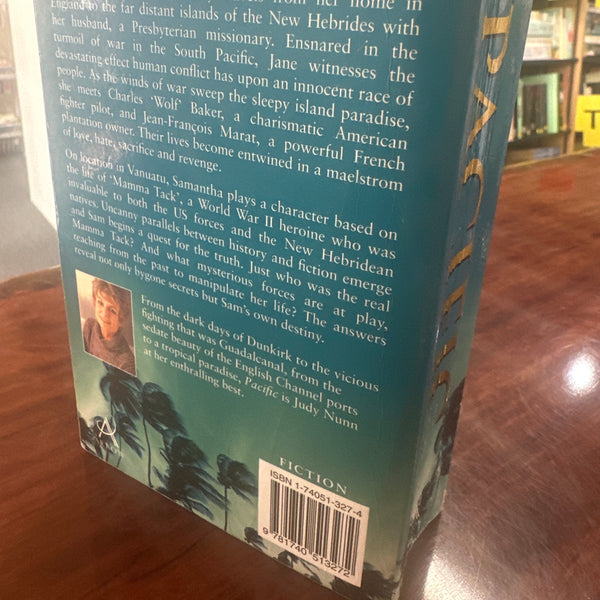 her home in
England to the far distant islands of the New Hebrides with
her husband, a Presbyterian missionary. Ensnared in the
turmoil of war in the South Pacific, Jane witnesses the
devastating effect human conflict has upon an innocent race of
people. As the winds of war sweep the sleepy island paradise,
she meets Charles ‘Wolf’ Baker, a charismatic American
fighter pilot, and Jean-François Marat, a powerful French
plantation owner. Their lives become entwined in a maelstrom
of love, hate, sacrifice and revenge.
On location in Vanuatu, Samantha plays a character based on
the life of ‘Mamma Tack’, a World War II heroine who was
invaluable to both the US forces and the New Hebridean
natives. Uncanny parallels between history and fiction emerge
and Sam begins a quest for the truth. Just who was the real
Mamma Tack? And what mysterious forces are at play,
reaching from the past to manipulate her life? The answers
reveal not only bygone secrets but Sam's own destiny.
From the dark days of Dunkirk to the vicious
fighting that was Guadalcanal, from the
sedate beauty of the English Channel ports
to a tropical paradise, Pacific is Judy Nunn
at her enthralling best.
FICTION
ISBN 1-74051-327-4
9 781740 513272
PACIFIC